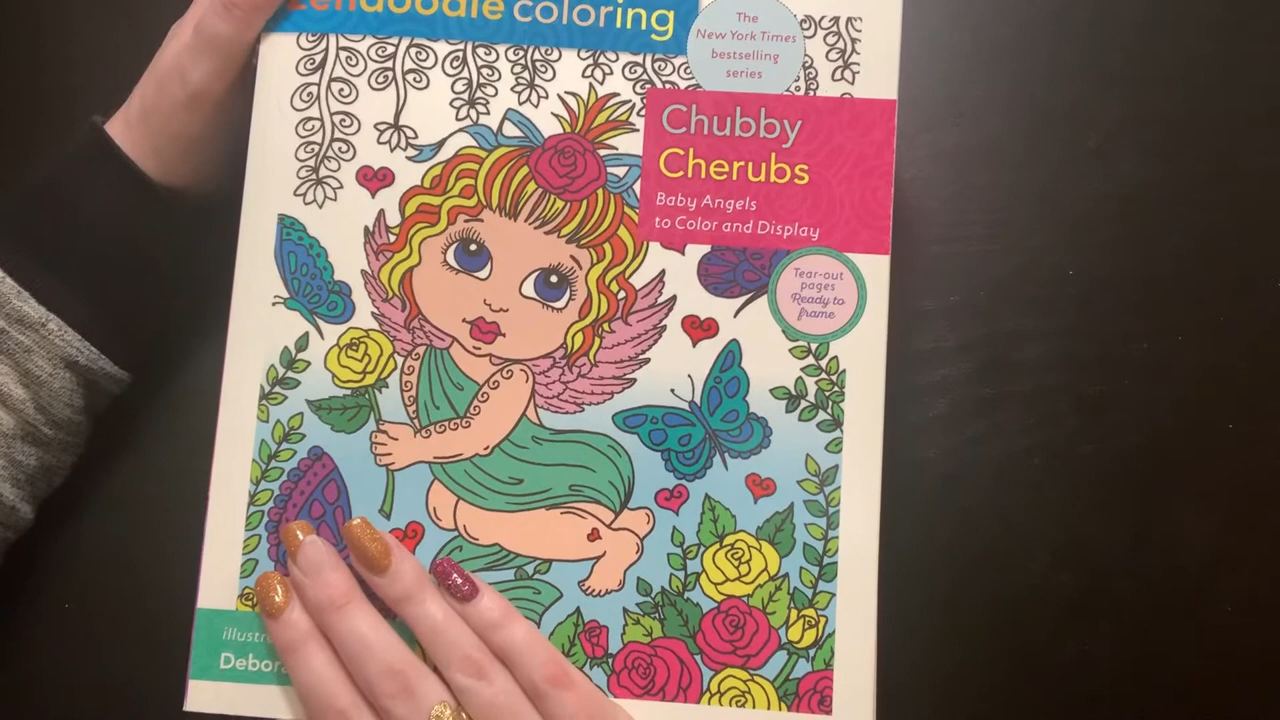 zendoodle coloring
The
New York Times
bestselling
series
Chubby
Cherubs
Baby Angels
to Color and Display
Tear-out
pages
Ready to
frame